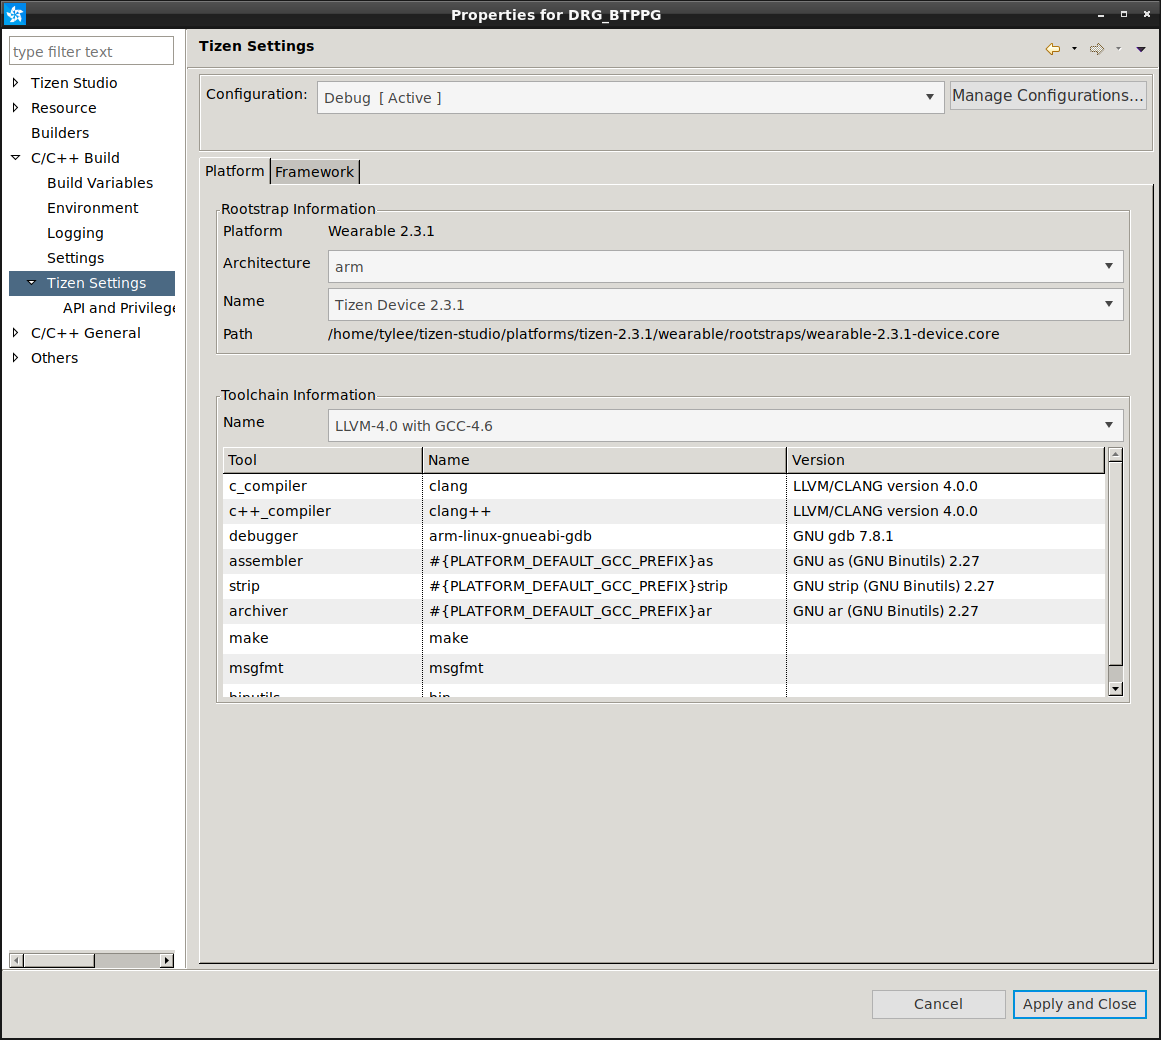 Properties for DRG_BTPPG
type filter text
Tizen Studio
Resource
Builders
C/C++ Build
Build Variables
Environment
Logging
Settings
Tizen Settings
API and Privilege
C/C++ General
Others
Tizen Settings
Configuration: Debug [ Active ] Manage Configurations...
Platform Framework
Rootstrap Information
Platform Wearable 2.3.1
Architecture arm
Name Tizen Device 2.3.1
Path /home/tylee/tizen-studio/platforms/tizen-2.3.1/wearable/rootstraps/wearable-2.3.1-device.core
Toolchain Information
Name LLVM-4.0 with GCC-4.6
Tool Name Version
c_compiler clang LLVM/CLANG version 4.0.0
c++_compiler clang++ LLVM/CLANG version 4.0.0
debugger arm-linux-gnueabi-gdb GNU gdb 7.8.1
assembler #{PLATFORM_DEFAULT_GCC_PREFIX}as GNU as (GNU Binutils) 2.27
strip #{PLATFORM_DEFAULT_GCC_PREFIX}strip GNU strip (GNU Binutils) 2.27
archiver #{PLATFORM_DEFAULT_GCC_PREFIX}ar GNU ar (GNU Binutils) 2.27
make make
msgfmt msgfmt
binutils bin
Cancel Apply and Close